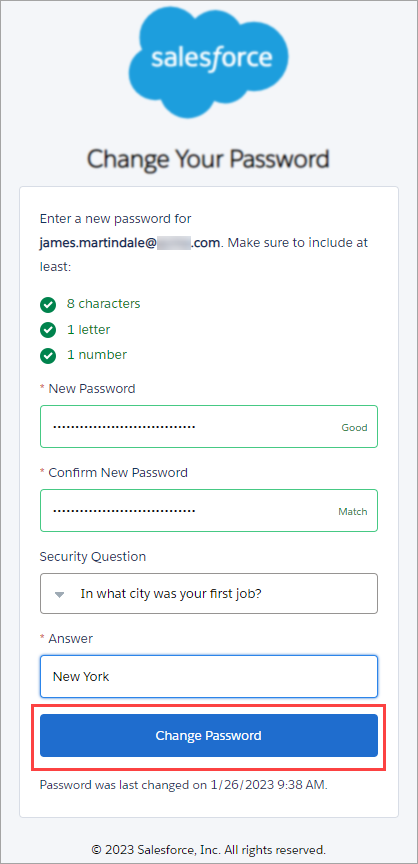 salesforce
Change Your Password
Enter a new password for
james.martindale@ .com. Make sure to include at
least:
8 characters
1 letter
1 number
* New Password
••••••••••••••••••••••••••••••••
Good
* Confirm New Password
••••••••••••••••••••••••••••••••
Match
Security Question
In what city was your first job?
* Answer
New York
Change Password
Password was last changed on 1/26/2023 9:38 AM.
© 2023 Salesforce, Inc. All rights reserved.